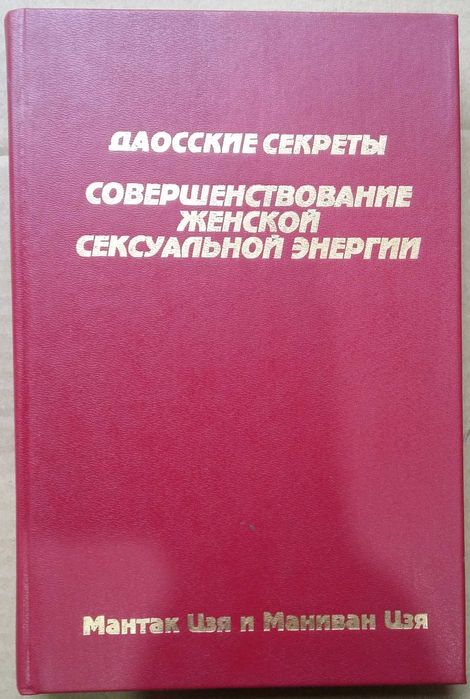 ДАОССКИЕ СЕКРЕТЫ
СОВЕРШЕНСТВОВАНИЕ
ЖЕНСКОЙ
СЕКСУАЛЬНОЙ ЭНЕРГИИ
Мантак Цзя и Маниван Цзя